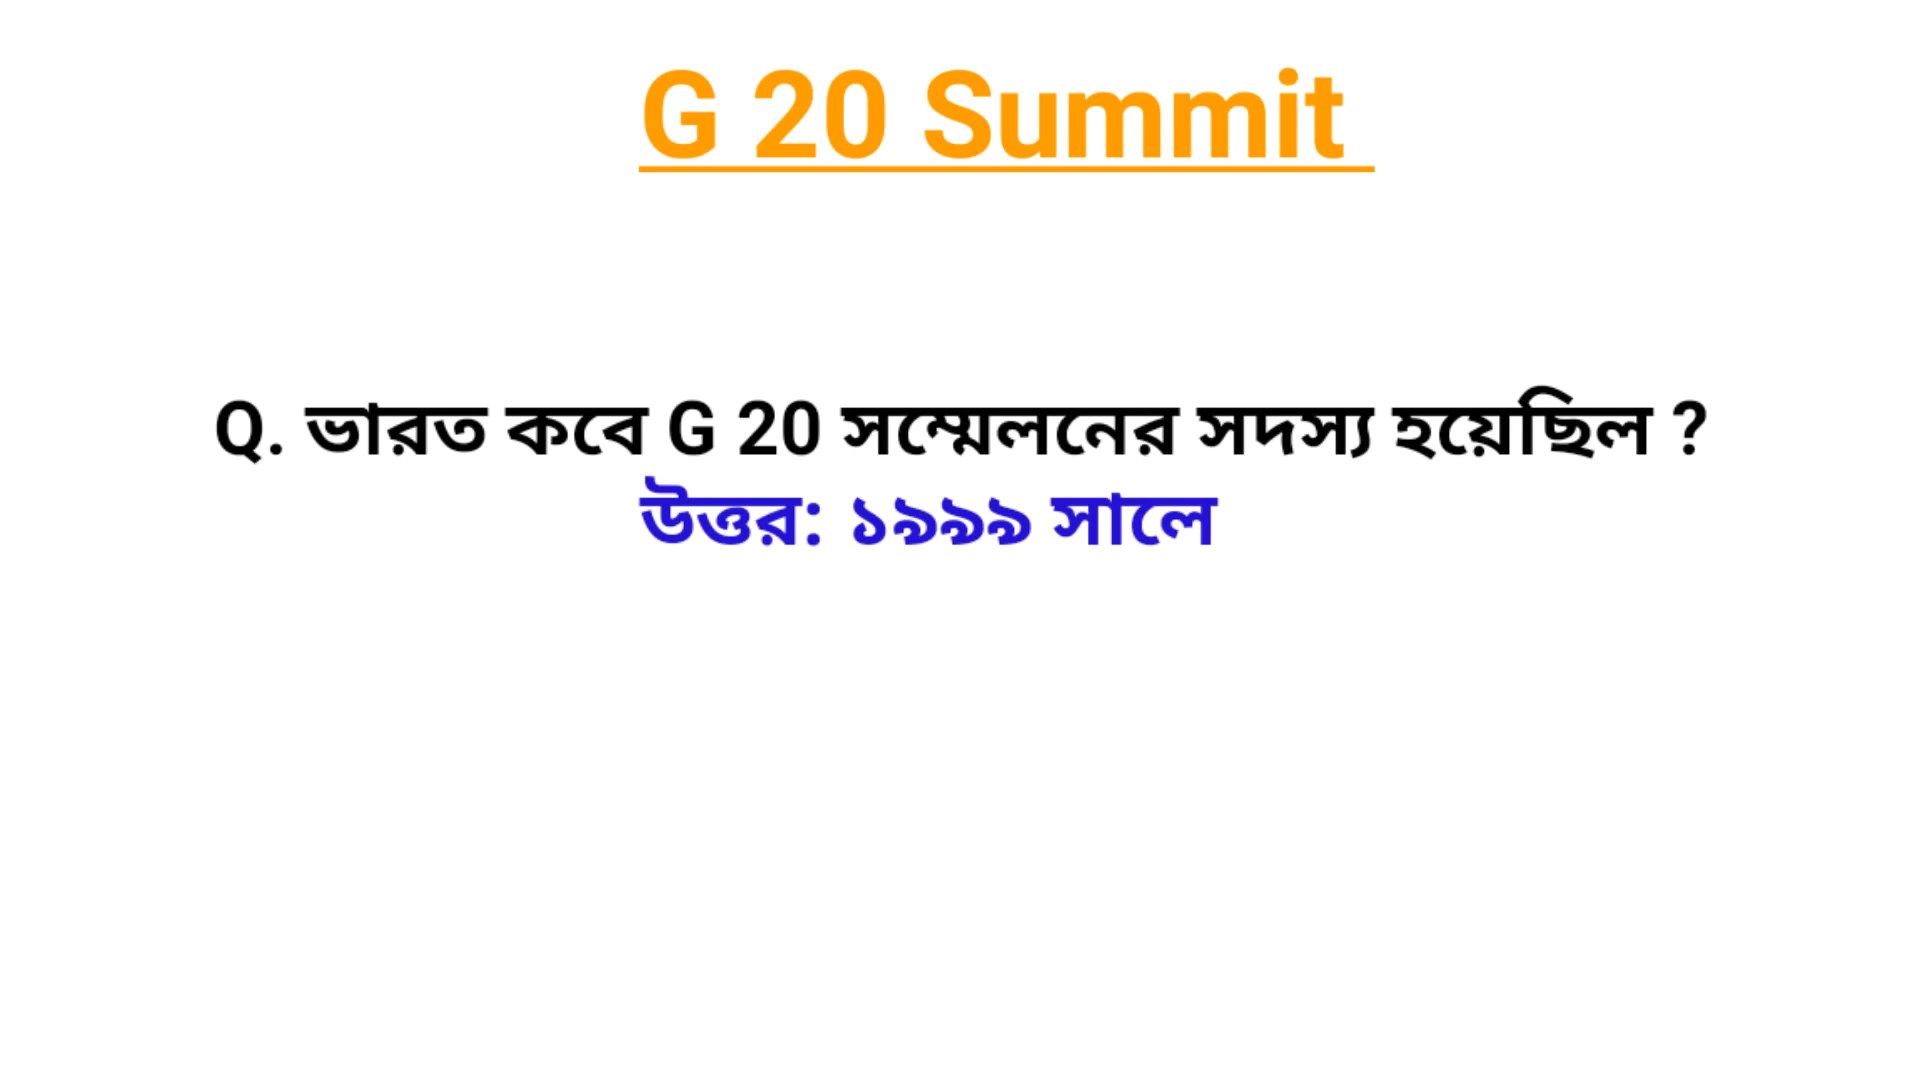 G 20 Summit
Q. ভারত কবে G 20 সম্মেলনের সদস্য হয়েছিল ?
উত্তর: ১৯৯৯ সালে